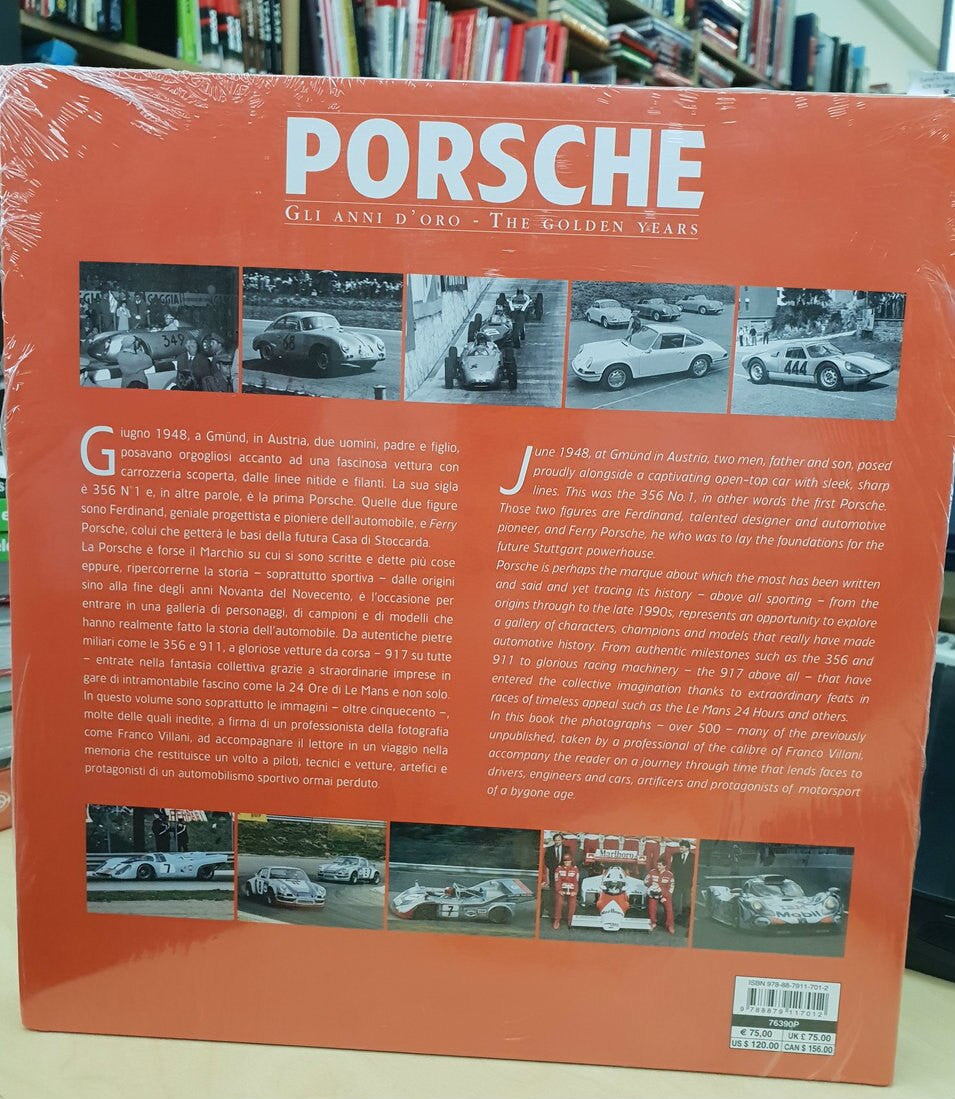 PORSCHE
GLI ANNI D'ORO - THE GOLDEN YEARS
GAGGIA
349
68
444
Giugno 1948, a Gmünd, in Austria, due uomini, padre e figlio,
posavano orgogliosi accanto ad una fascinosa vettura con
carrozzeria scoperta, dalle linee nitide e filanti. La sua sigla
è 356 N°1 e, in altre parole, è la prima Porsche. Quelle due figure
sono Ferdinand, geniale progettista e pioniere dell'automobile, e Ferry
Porsche, colui che getterà le basi della futura Casa di Stoccarda.
La Porsche è forse il Marchio su cui si sono scritte e dette più cose
eppure, ripercorrerne la storia – soprattutto sportiva – dalle origini
sino alla fine degli anni Novanta del Novecento, è l'occasione per
entrare in una galleria di personaggi, di campioni e di modelli che
hanno realmente fatto la storia dell'automobile. Da autentiche pietre
miliari come le 356 e 911, a gloriose vetture da corsa – 917 su tutte
– entrate nella fantasia collettiva grazie a straordinarie imprese in
gare di intramontabile fascino come la 24 Ore di Le Mans e non solo.
In questo volume sono soprattutto le immagini – oltre cinquecento –,
molte delle quali inedite, a firma di un professionista della fotografia
come Franco Villani, ad accompagnare il lettore in un viaggio nella
memoria che restituisce un volto a piloti, tecnici e vetture, artefici e
protagonisti di un automobilismo sportivo ormai perduto.
June 1948, at Gmünd in Austria, two men, father and son, posed
proudly alongside a captivating open-top car with sleek, sharp
lines. This was the 356 No.1, in other words the first Porsche.
Those two figures are Ferdinand, talented designer and automotive
pioneer, and Ferry Porsche, he who was to lay the foundations for the
future Stuttgart powerhouse.
Porsche is perhaps the marque about which the most has been written
and said and yet tracing its history – above all sporting – from the
origins through to the late 1990s, represents an opportunity to explore
a gallery of characters, champions and models that really have made
automotive history. From authentic milestones such as the 356 and
911 to glorious racing machinery – the 917 above all – that have
entered the collective imagination thanks to extraordinary feats in
races of timeless appeal such as the Le Mans 24 Hours and others.
In this book the photographs – over 500 – many of the previously
unpublished, taken by a professional of the calibre of Franco Villani,
accompany the reader on a journey through time that lends faces to
drivers, engineers and cars, artificers and protagonists of motorsport
of a bygone age.
7
7
Marlboro
Mobil
ISBN 978-88-7911-701-2
9 788879 117012
76390P
€ 75,00 UK £ 75.00
US $ 120.00 CAN $ 156.00